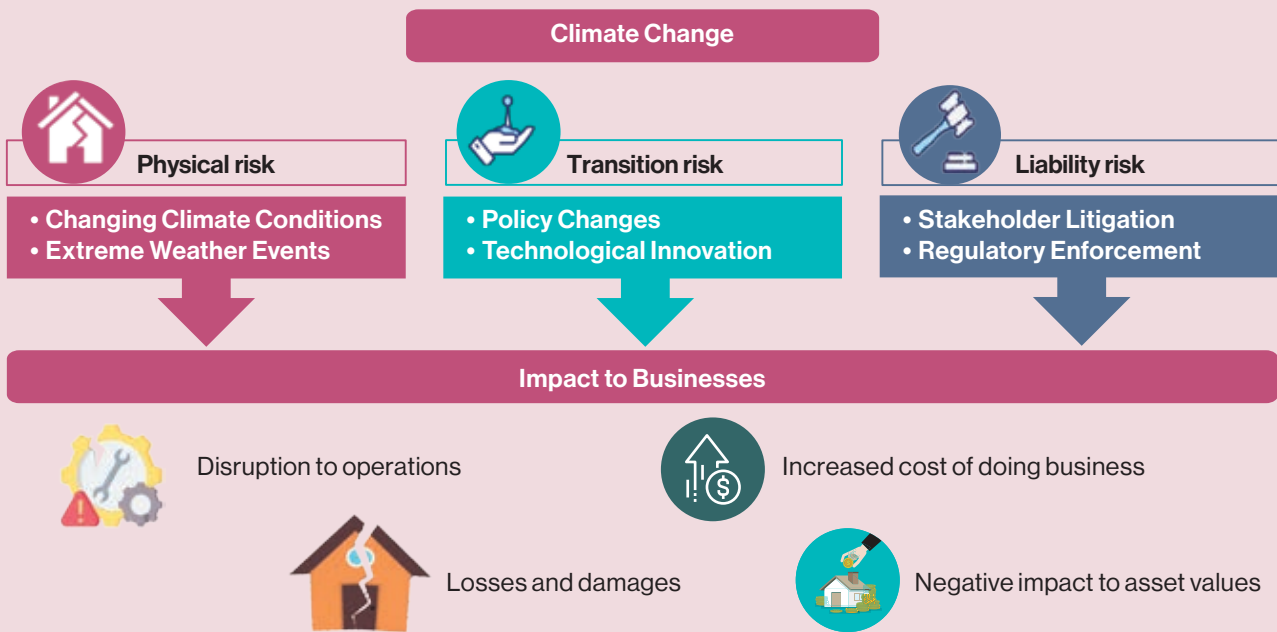 Climate Change
Physical risk
• Changing Climate Conditions
• Extreme Weather Events
Transition risk
• Policy Changes
• Technological Innovation
Liability risk
• Stakeholder Litigation
• Regulatory Enforcement
Impact to Businesses
Disruption to operations
Increased cost of doing business
$
Losses and damages
Negative impact to asset values